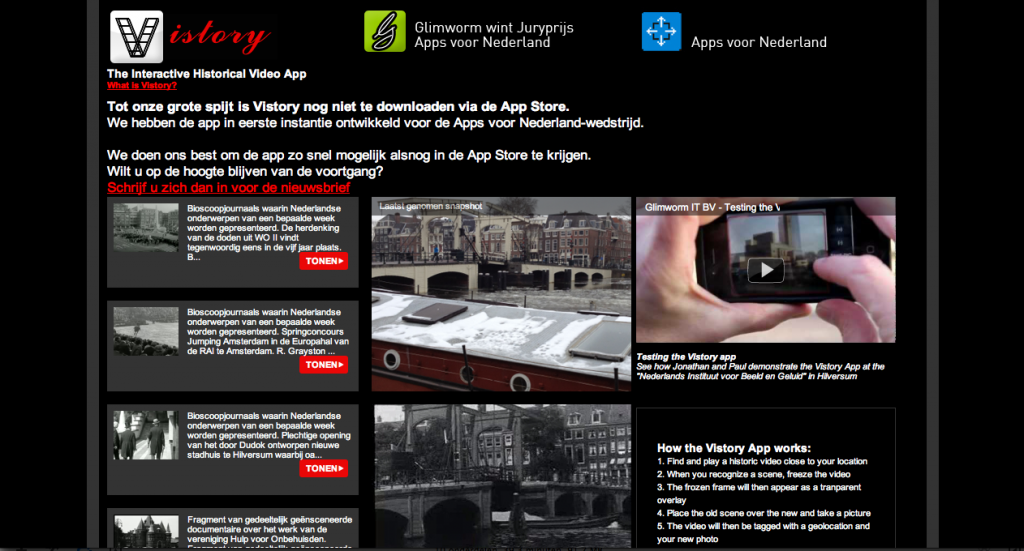 Vistory
Glimworm wint Juryprijs
Apps voor Nederland
Apps voor Nederland
The Interactive Historical Video App
What is Vistory?
Tot onze grote spijt is Vistory nog niet te downloaden via de App Store.
We hebben de app in eerste instantie ontwikkeld voor de Apps voor Nederland-wedstrijd.
We doen ons best om de app zo snel mogelijk alsnog in de App Store te krijgen.
Wilt u op de hoogte blijven van de voortgang?
Schrijf u zich dan in voor de nieuwsbrief
Bioscoopjournaals waarin Nederlandse
onderwerpen van een bepaalde week
worden gepresenteerd. De herdenking
van de doden uit WO II vindt
tegenwoordig eens in de vijf jaar plaats.
B...
TONEN
Bioscoopjournaals waarin Nederlandse
onderwerpen van een bepaalde week
worden gepresenteerd. Springconcours
Jumping Amsterdam in de Europahal van
de RAI te Amsterdam. R. Grayston ...
TONEN
Bioscoopjournaals waarin Nederlandse
onderwerpen van een bepaalde week
worden gepresenteerd. Plechtige opening
van het door Dudok ontworpen nieuwe
stadhuis te Hilversum waarbij oa...
TONEN
Fragment van gedeeltelijk geënsceneerde
documentaire over het werk van de
vereniging Hulp voor Onbehuisden.
Fragment van gedeeltelijk geënsceneerde
Laatst genomen snapshot
Glimworm IT BV - Testing the V
Testing the Vistory app
See how Jonathan and Paul demonstrate the Vistory App at the
"Nederlands Instituut voor Beeld en Geluid" in Hilversum
How the Vistory App works:
1. Find and play a historic video close to your location
2. When you recognize a scene, freeze the video
3. The frozen frame will then appear as a tranparent
overlay
4. Place the old scene over the new and take a picture
5. The video will then be tagged with a geolocation and
your new photo